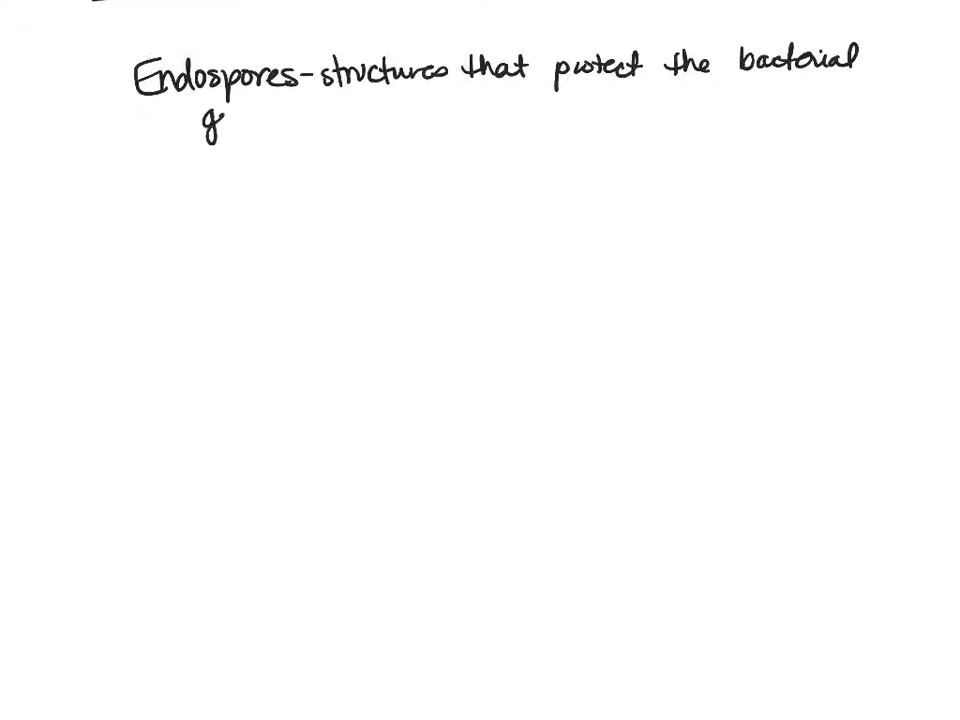 Endospores - structures that protect the bacterial
g